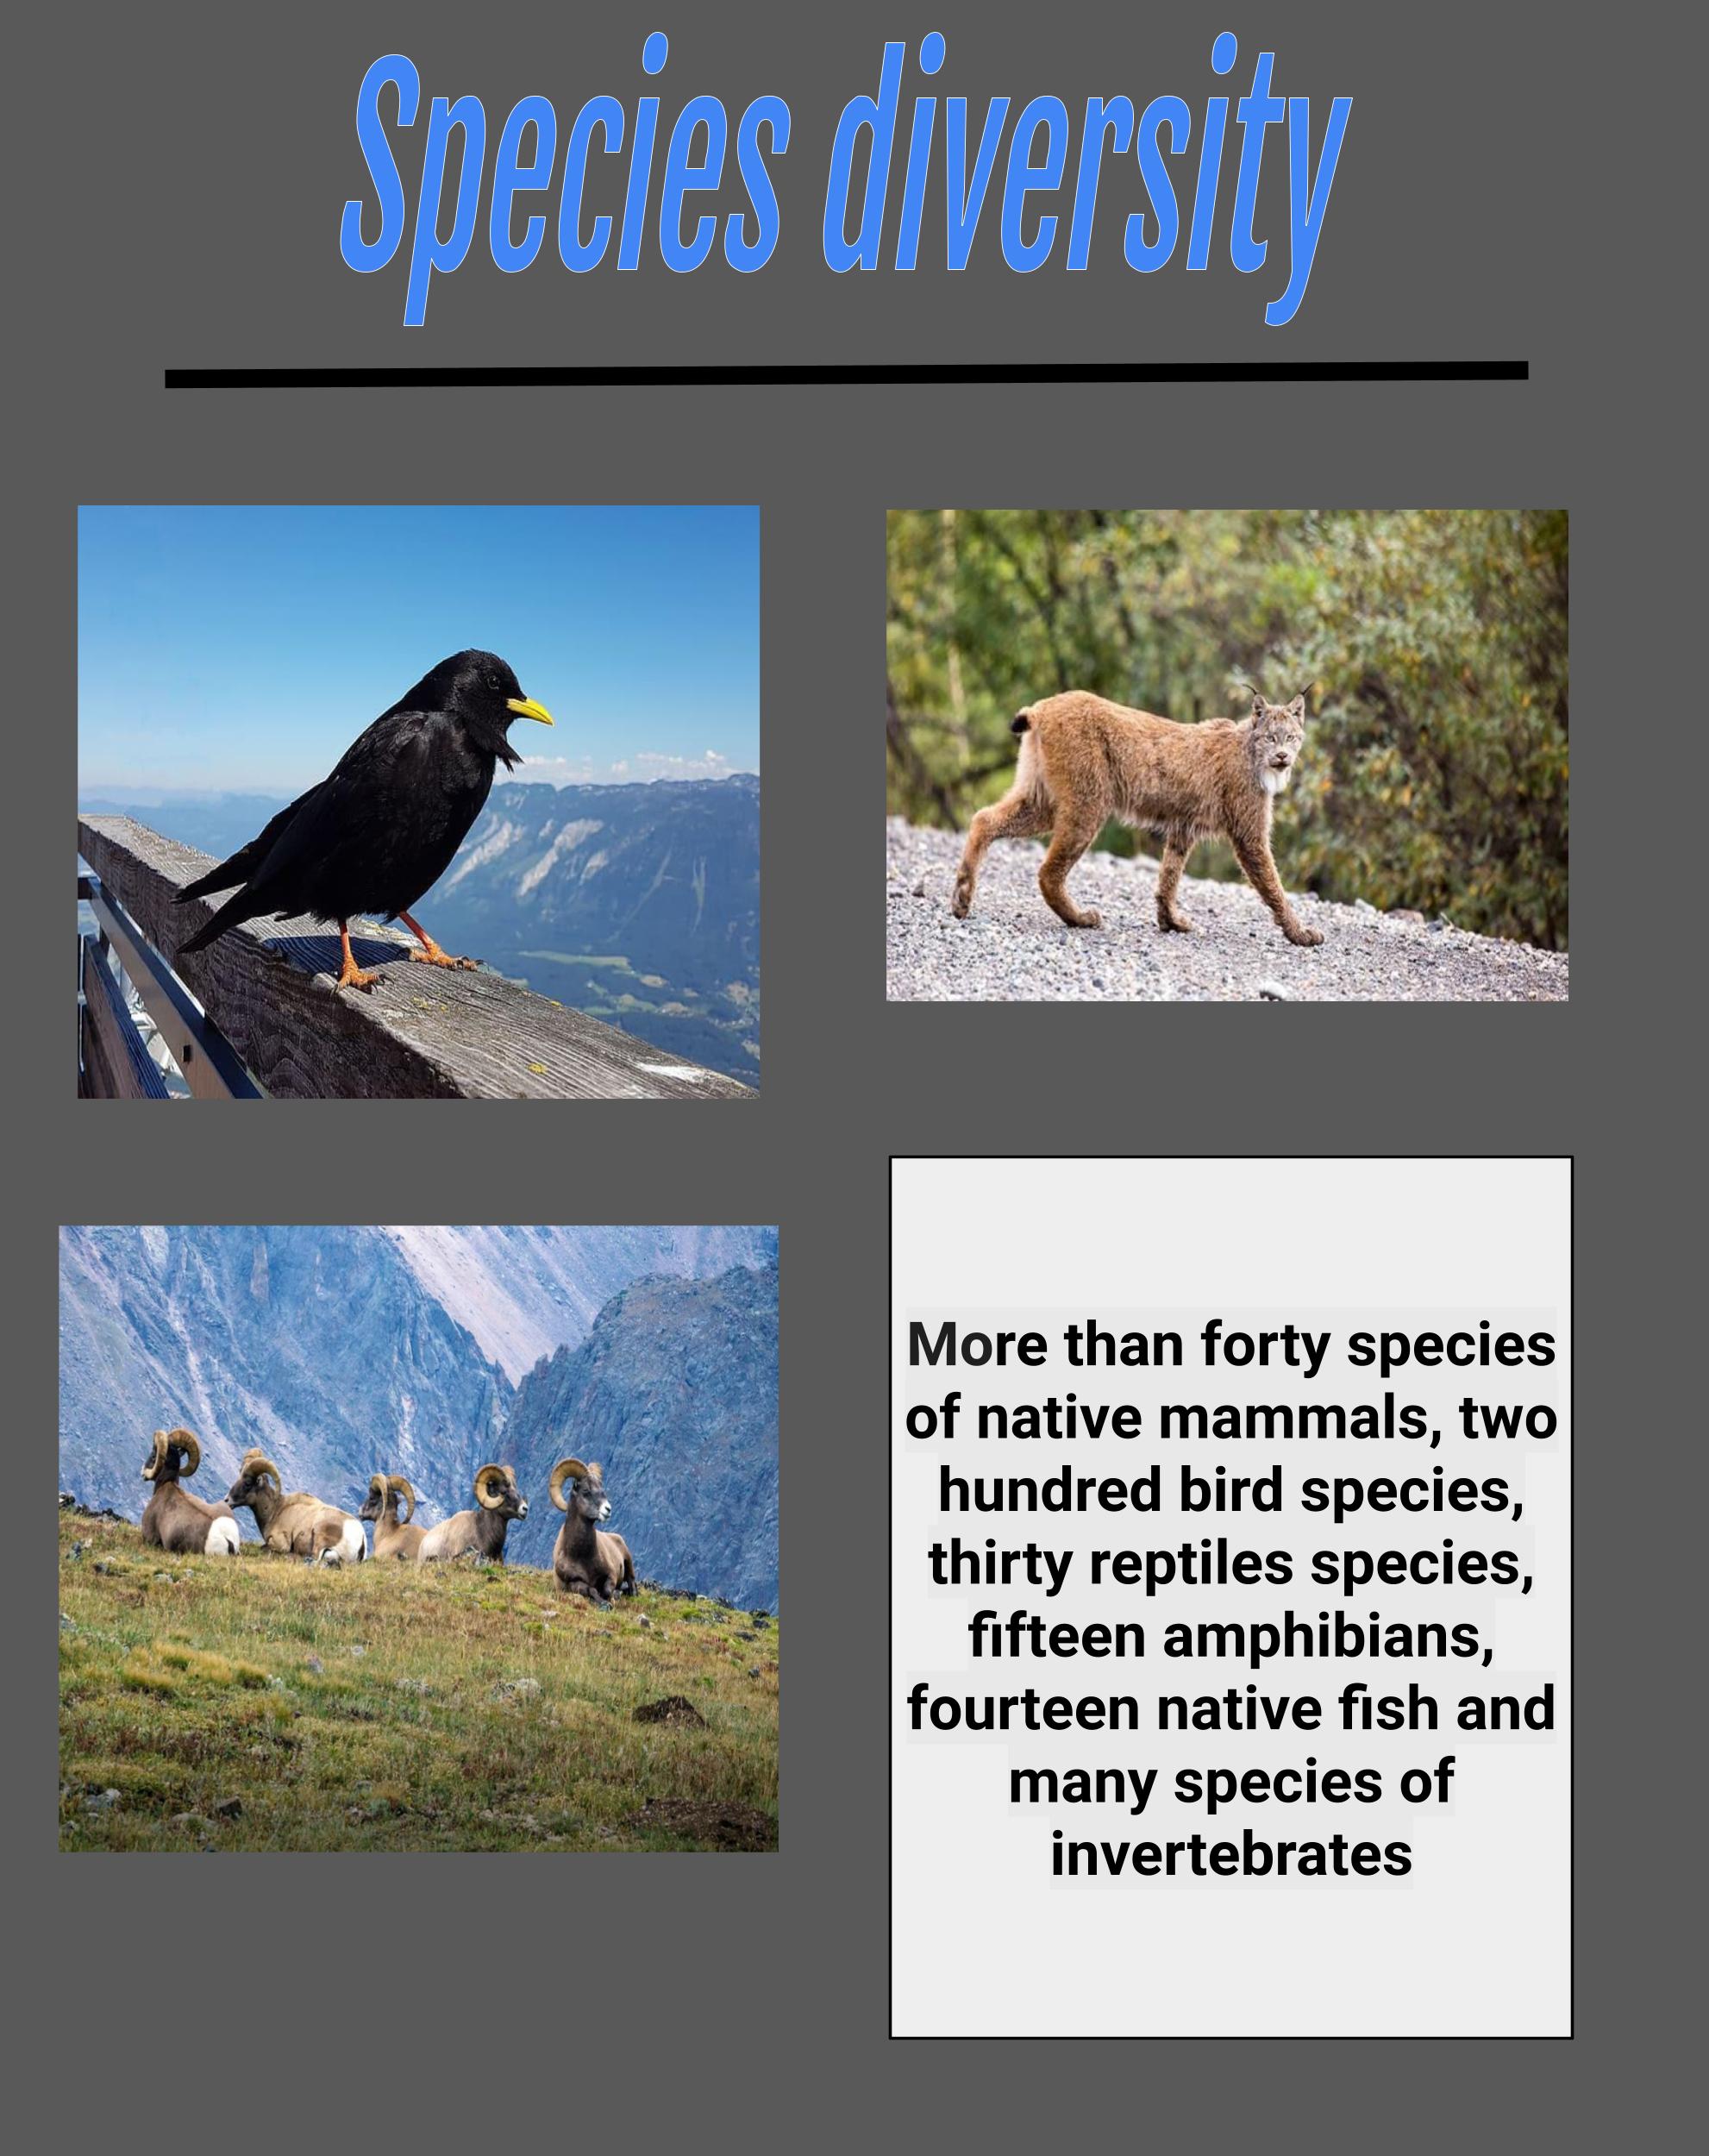 Species diversity
More than forty species
of native mammals, two
hundred bird species,
thirty reptiles species,
fifteen amphibians,
fourteen native fish and
many species of
invertebrates